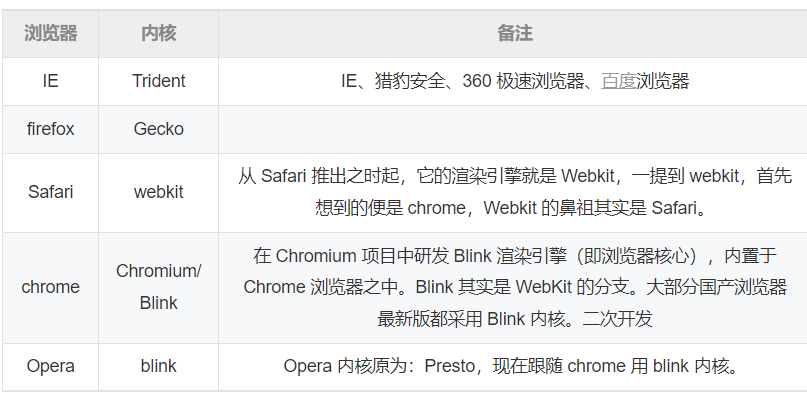 浏览器 内核 备注
IE Trident IE、猎豹安全、360 极速浏览器、百度浏览器
firefox Gecko
Safari webkit 从 Safari 推出之时起，它的渲染引擎就是 Webkit，一提到 webkit，首先
想到的便是 chrome，Webkit 的鼻祖其实是 Safari。
chrome Chromium/
Blink 在 Chromium 项目中研发 Blink 渲染引擎（即浏览器核心），内置于
Chrome 浏览器之中。Blink 其实是 WebKit 的分支。大部分国产浏览器
最新版都采用 Blink 内核。二次开发
Opera blink Opera 内核原为：Presto，现在跟随 chrome 用 blink 内核。